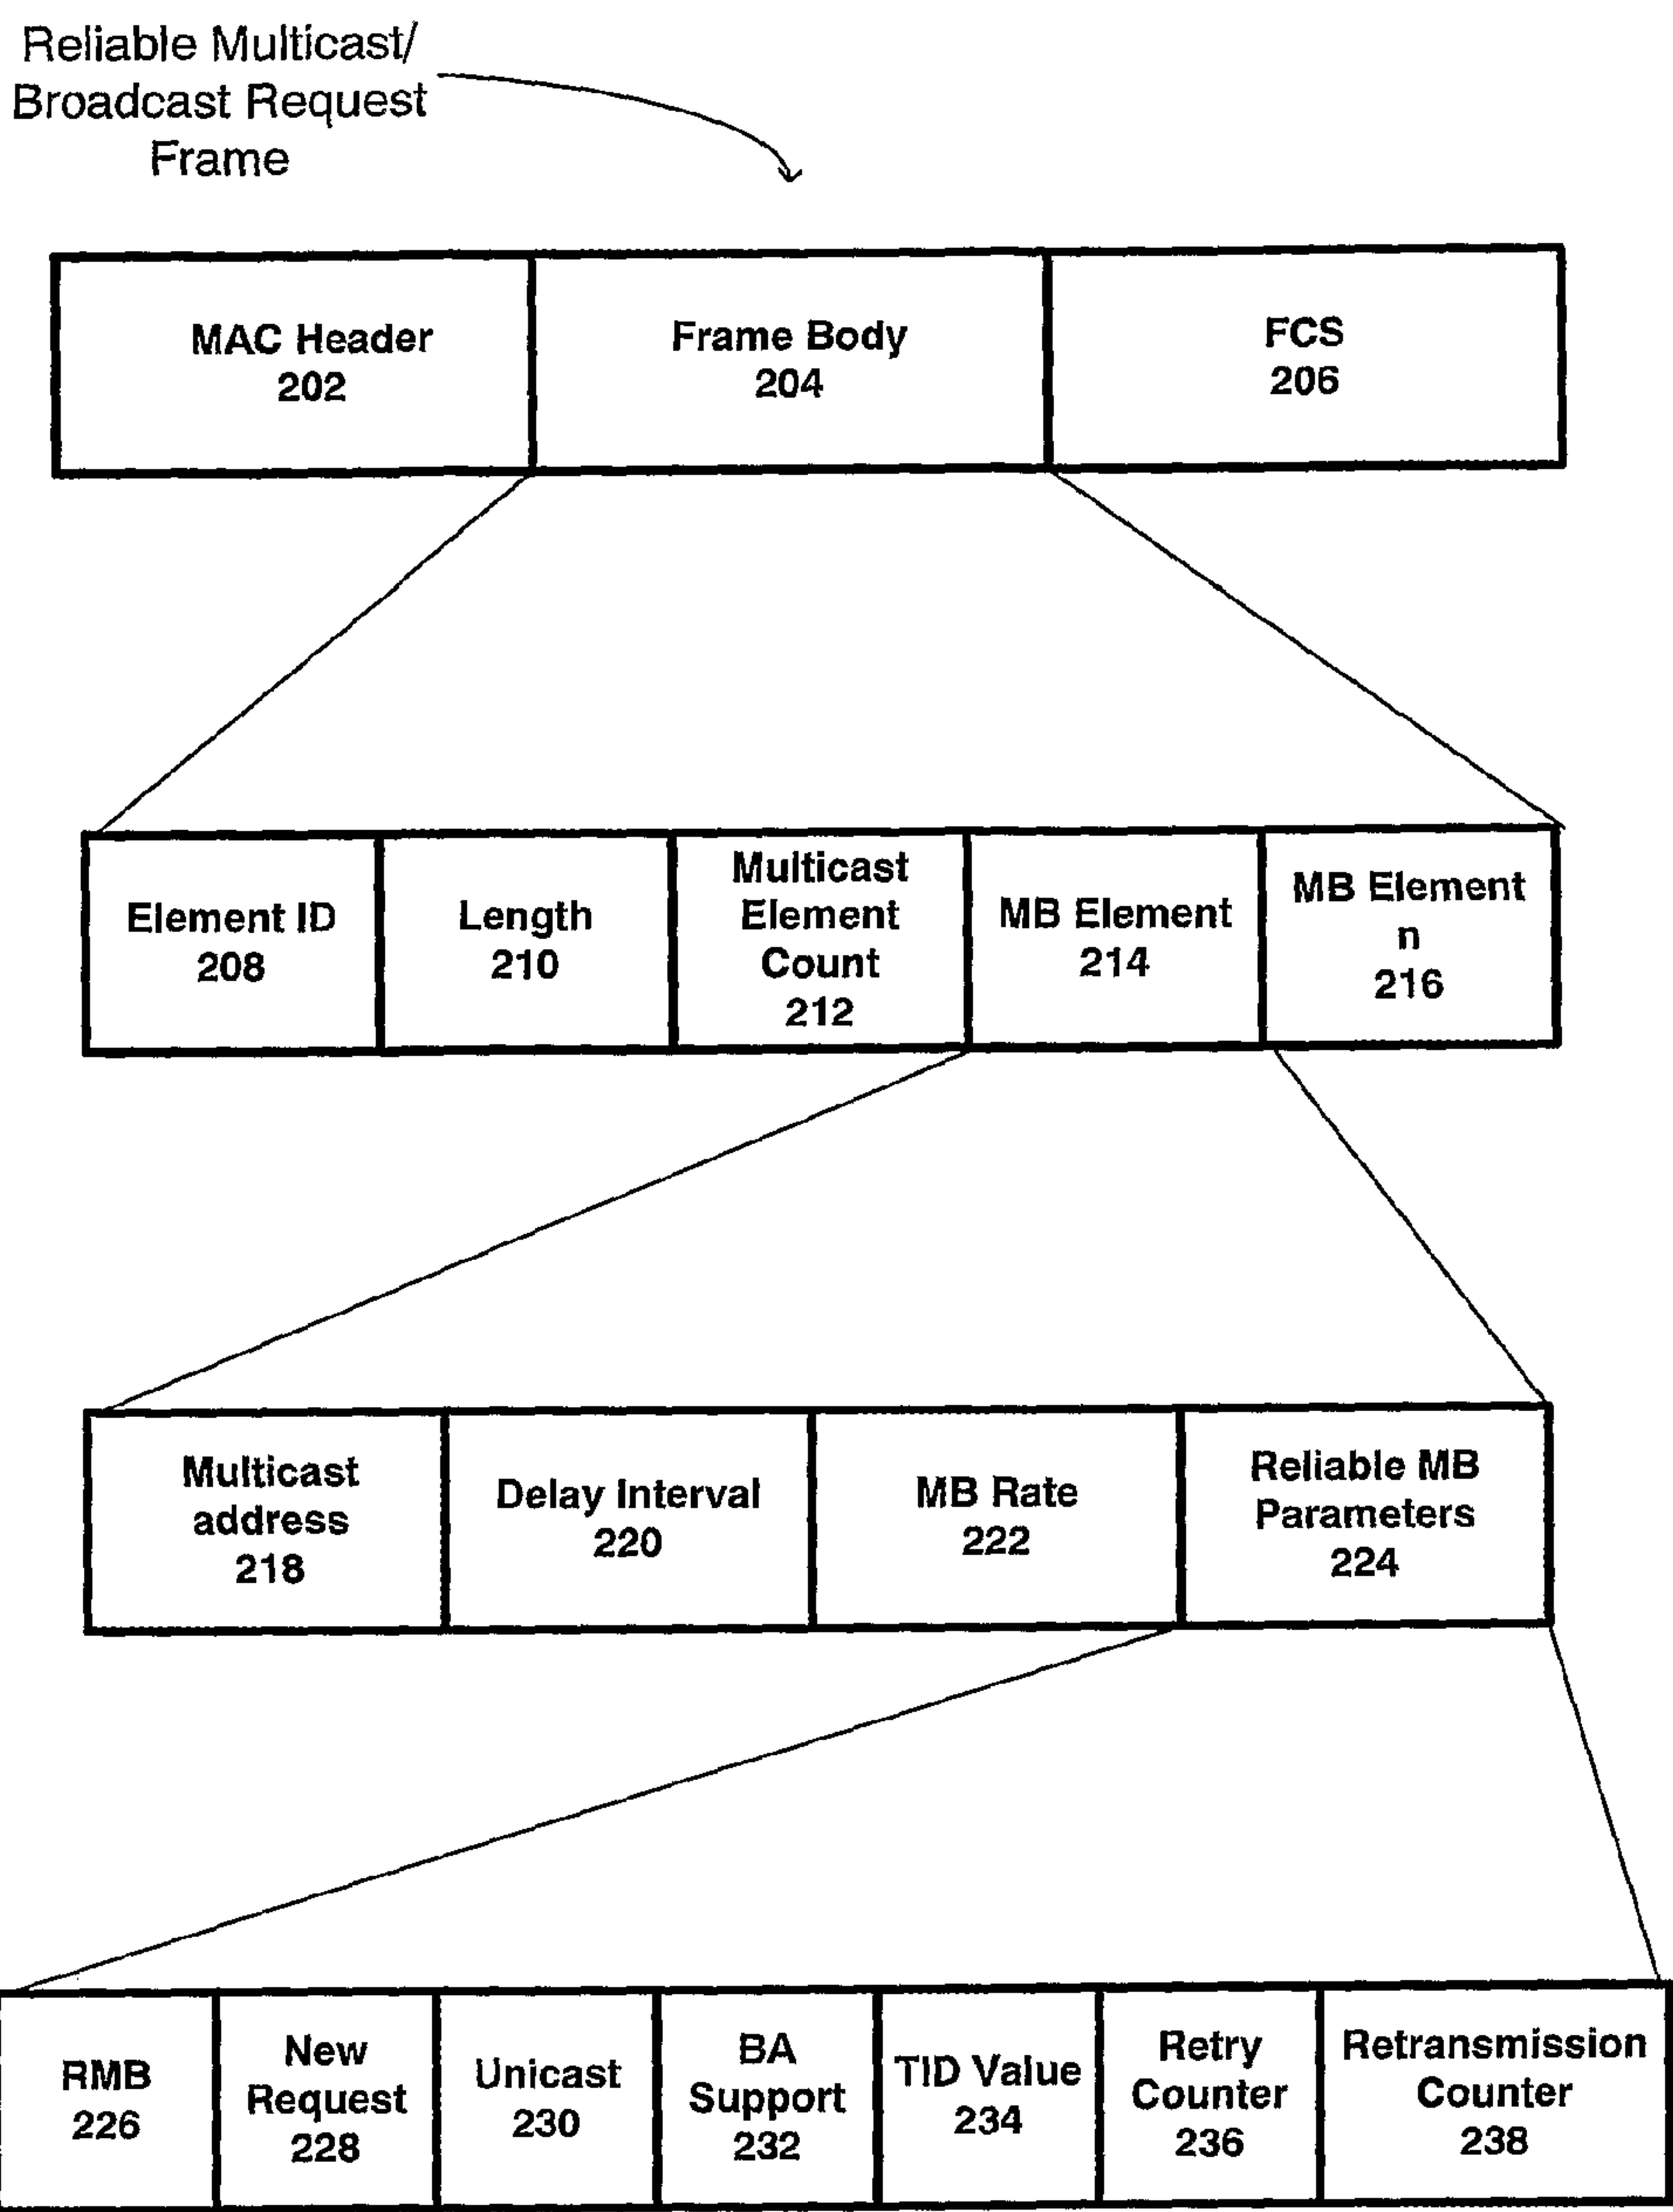 Reliable Multicast/
Broadcast Request
Frame
MAC Header
202
Frame Body
204
FCS
206
Element ID
208
Length
210
Multicast
Element
Count
212
MB Element
214
MB Element
n
216
Multicast
address
218
Delay Interval
220
MB Rate
222
Reliable MB
Parameters
224
RMB
226
New
Request
228
Unicast
230
BA
Support
232
TID Value
234
Retry
Counter
236
Retransmission
Counter
238